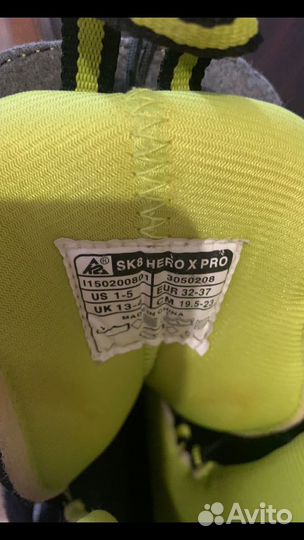 SK8 HERO X PRO
I150200801 3050208
US 1-5 EUR 32-37
UK 13-4 CM 19.5-23
MADE IN CHINA
Avito